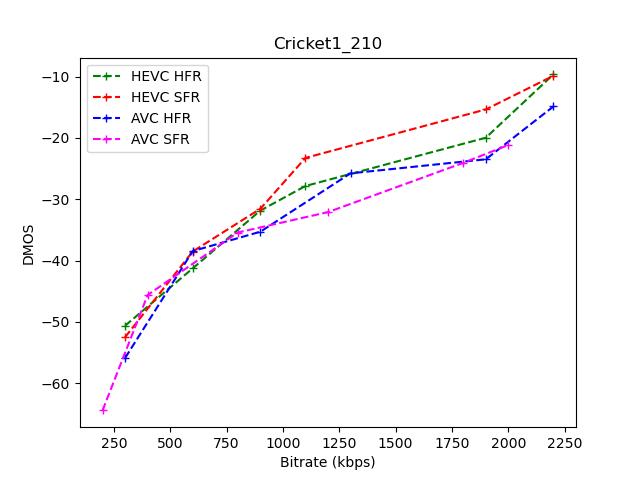 Cricket1_210
HEVC HFR
HEVC SFR
AVC HFR
AVC SFR
DMOS
−10
−20
−30
−40
−50
−60
250 500 750 1000 1250 1500 1750 2000 2250
Bitrate (kbps)